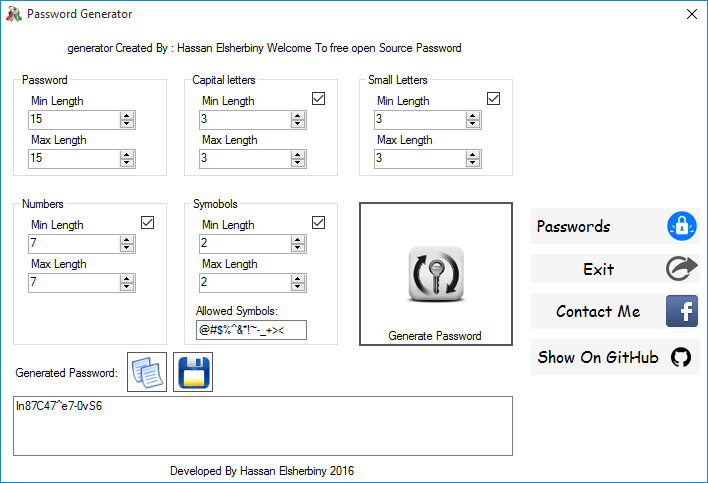 Password Generator
generator Created By : Hassan Elsherbiny Welcome To free open Source Password
Password
Min Length
15
Max Length
15
Capital letters
Min Length
3
Max Length
3
Small Letters
Min Length
3
Max Length
3
Numbers
Min Length
7
Max Length
7
Symobols
Min Length
2
Max Length
2
Allowed Symbols:
@#$%^&*!~-_+><
Generate Password
Passwords
Exit
Contact Me
Show On GitHub
Generated Password:
Developed By Hassan Elsherbiny 2016